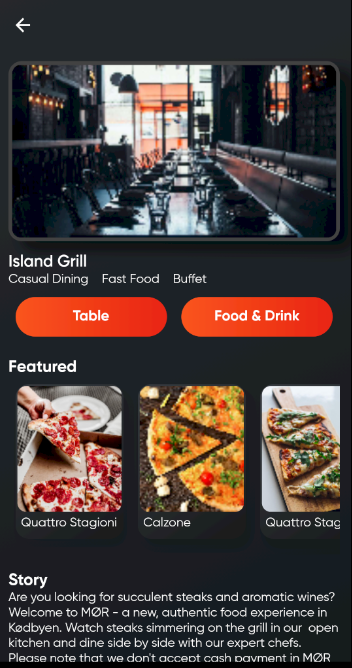 Island Grill
Casual Dining Fast Food Buffet
Table Food & Drink
Featured
Quattro Stagioni Calzone Quattro Stag
Story
Are you looking for succulent steaks and aromatic wines?
Welcome to MØR - a new, authentic food experience in
Kødbyen. Watch steaks simmering on the grill in our open
kitchen and dine side by side with our expert chefs.
Please note that we don't accept cash payment in MØR